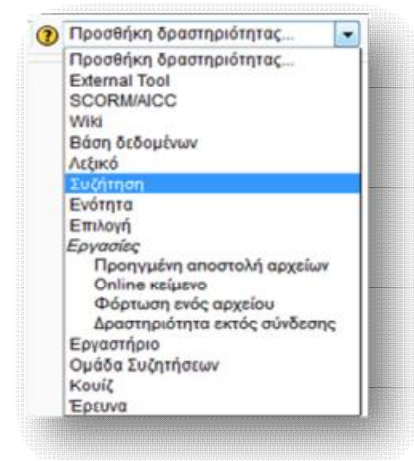 Προσθήκη δραστηριότητας...
Προσθήκη δραστηριότητας...
External Tool
SCORM/AICC
Wiki
Βάση δεδομένων
Λεξικό
Συζήτηση
Ενότητα
Επιλογή
Εργασίες
Προηγμένη αποστολή αρχείων
Online κείμενο
Φόρτωση ενός αρχείου
Δραστηριότητα εκτός σύνδεσης
Εργαστήριο
Ομάδα Συζητήσεων
Κουίζ
Έρευνα